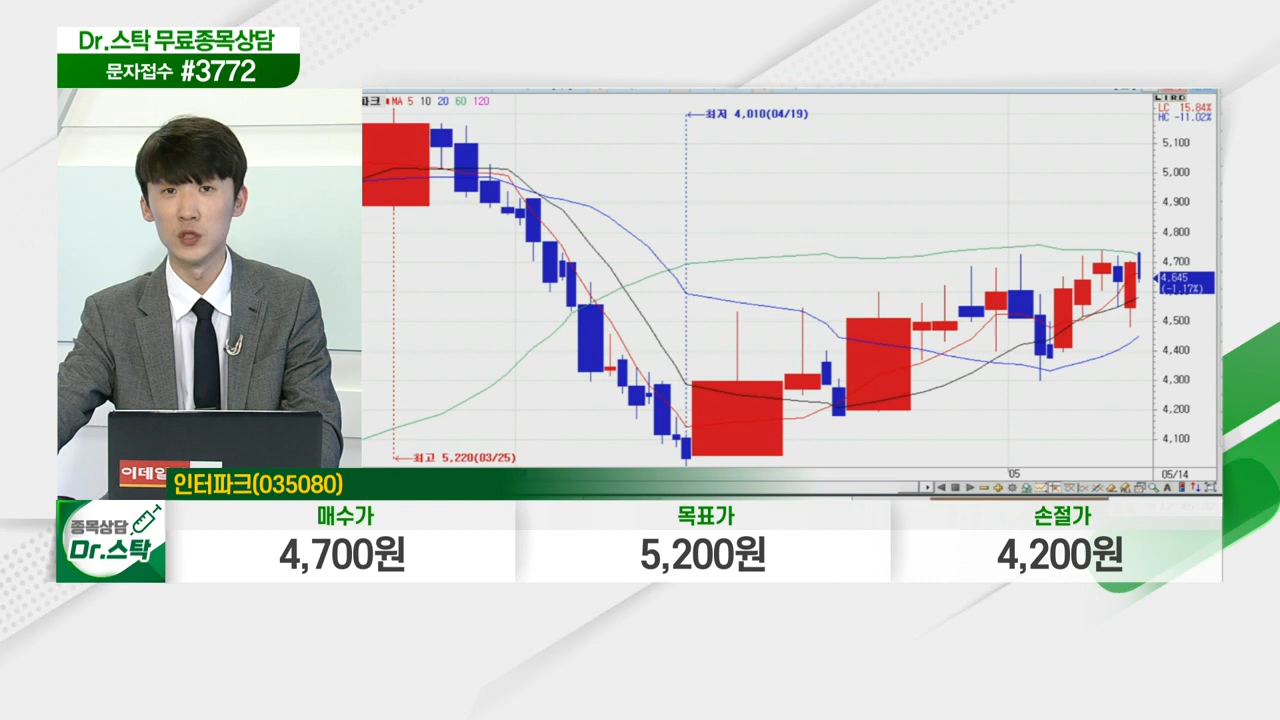 Dr.스탁 무료종목상담
문자접수 #3772
파크 MA 5 10 20 60 120
최저 4,010(04/19)
LC 15.84%
HC -11.02%
5,100
5,000
4,900
4,800
4,700
4,645
(-1.17%)
4,500
4,400
4,300
4,200
4,100
최고 5,220(03/25)
'05
05/14
이데일
인터파크(035080)
종목상담
Dr.스탁
매수가
목표가
손절가
4,700원
5,200원
4,200원